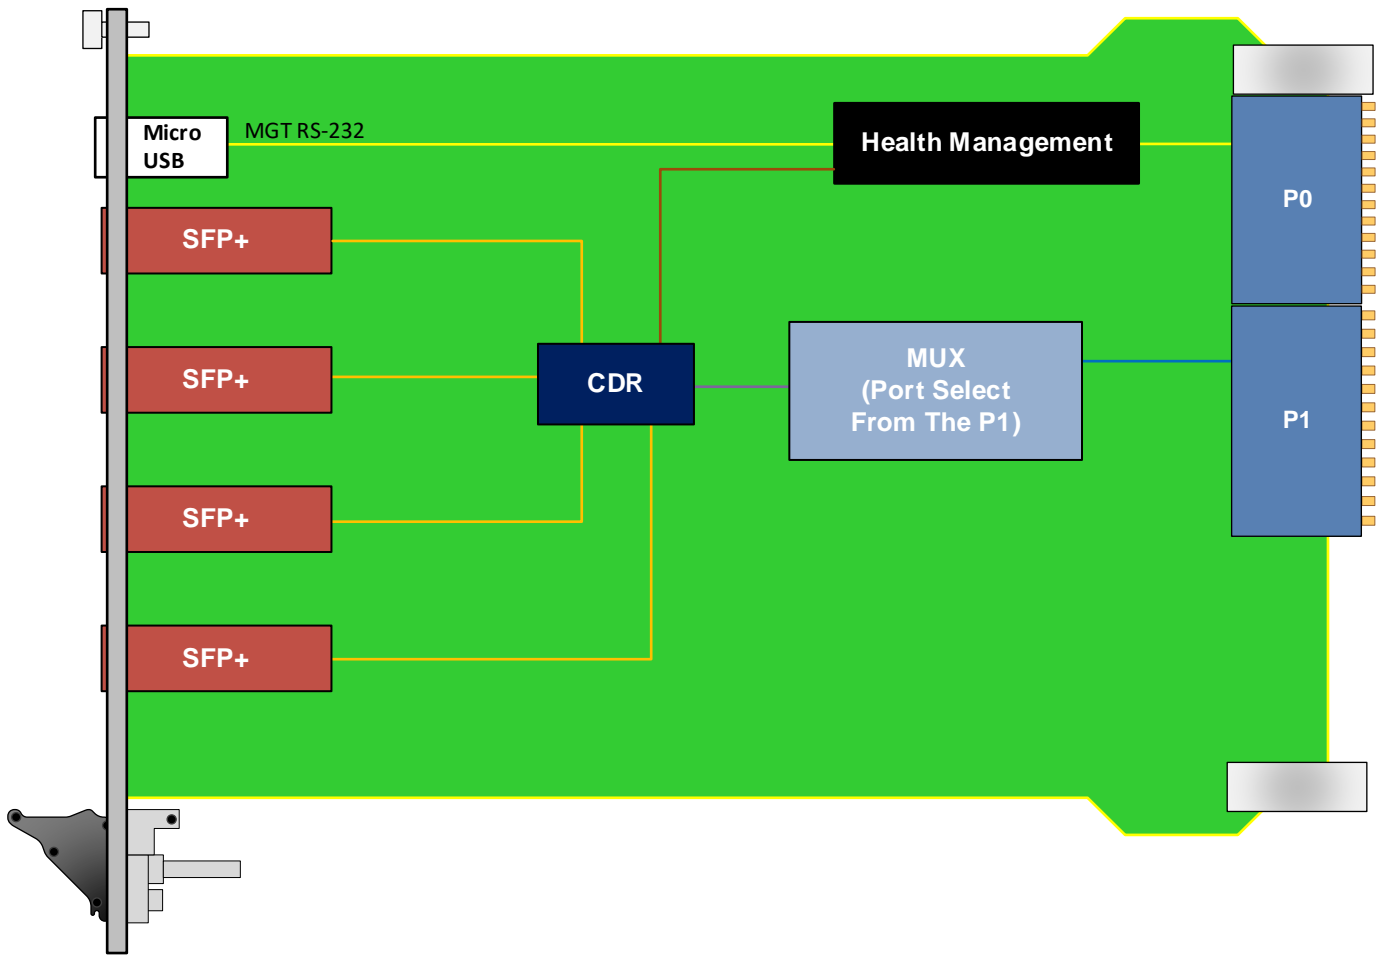 Micro
USB
MGT RS-232
Health Management
P0
SFP+
SFP+
CDR
MUX
(Port Select
From The P1)
P1
SFP+
SFP+